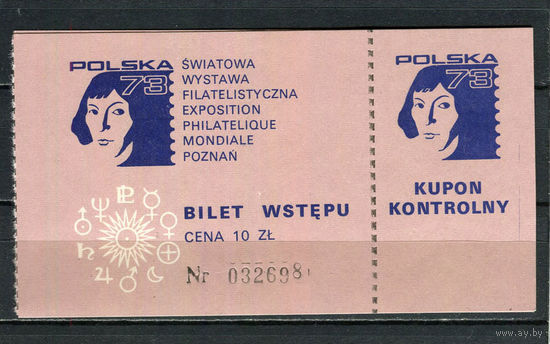 POLSKA
73
ŚWIATOWA
WYSTAWA
FILATELISTYCZNA
EXPOSITION
PHILATELIQUE
MONDIALE
POZNAŃ
BILET WSTĘPU
CENA 10 ZŁ
Nr 032698
POLSKA
73
KUPON
KONTROLNY
www.ay.by